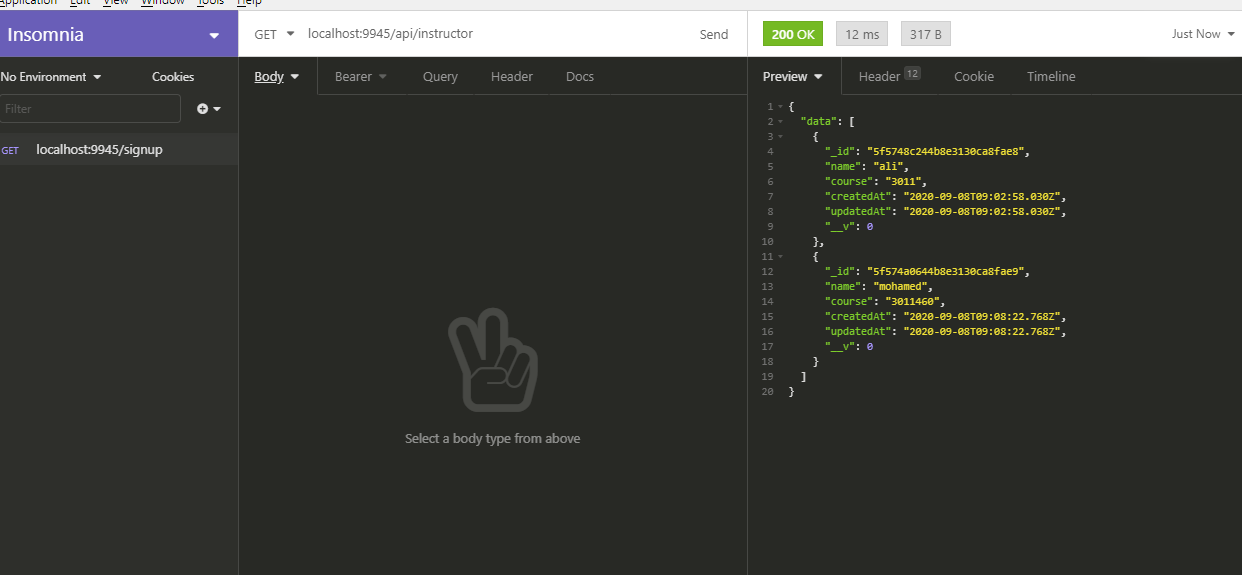 Application Edit View Window Tools Help
Insomnia
GET localhost:9945/api/instructor Send
200 OK 12 ms 317 B Just Now
No Environment Cookies
Body Bearer Query Header Docs
Preview Header 12 Cookie Timeline
Filter
GET localhost:9945/signup
Select a body type from above
1 {
2 "data": [
3 {
4 "_id": "5f5748c244b8e3130ca8fae8",
5 "name": "ali",
6 "course": "3011",
7 "createdAt": "2020-09-08T09:02:58.030Z",
8 "updatedAt": "2020-09-08T09:02:58.030Z",
9 "__v": 0
10 },
11 {
12 "_id": "5f574a0644b8e3130ca8fae9",
13 "name": "mohamed",
14 "course": "3011460",
15 "createdAt": "2020-09-08T09:08:22.768Z",
16 "updatedAt": "2020-09-08T09:08:22.768Z",
17 "__v": 0
18 }
19 ]
20 }